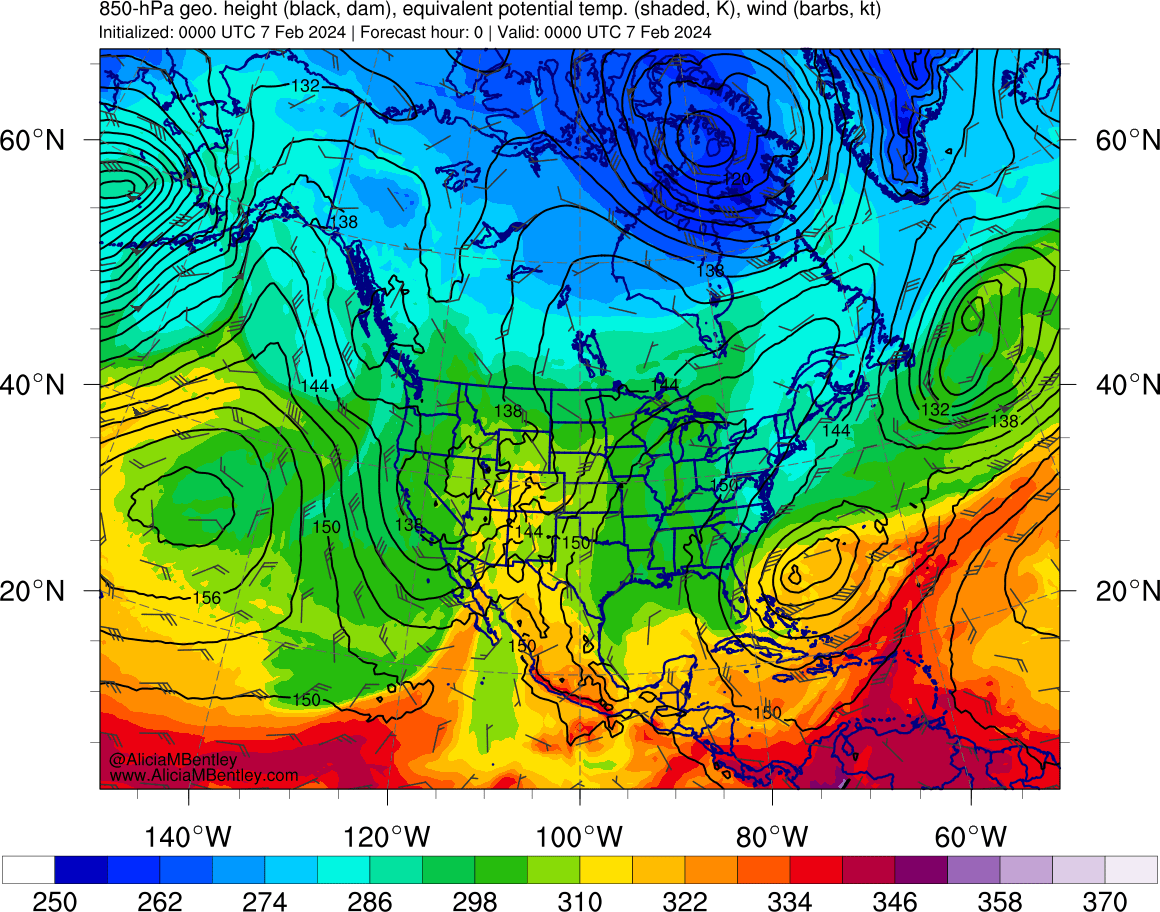 850-hPa geo. height (black, dam), equivalent potential temp. (shaded, K), wind (barbs, kt)
Initialized: 0000 UTC 7 Feb 2024 | Forecast hour: 0 | Valid: 0000 UTC 7 Feb 2024
132
60°N 60°N
120
138
138
40°N 40°N
144
144
138
132
138
144
150
150
138
144
150
20°N 20°N
156
150
150
150
@AliciaMBentley
www.AliciaMBentley.com
140°W 120°W 100°W 80°W 60°W
250 262 274 286 298 310 322 334 346 358 370